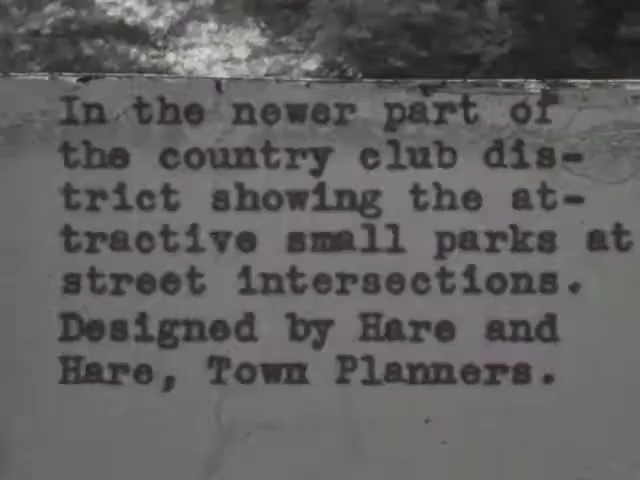 In the newer part of
the country club dis-
trict showing the at-
tractive small parks at
street intersections.
Designed by Hare and
Hare, Town Planners.